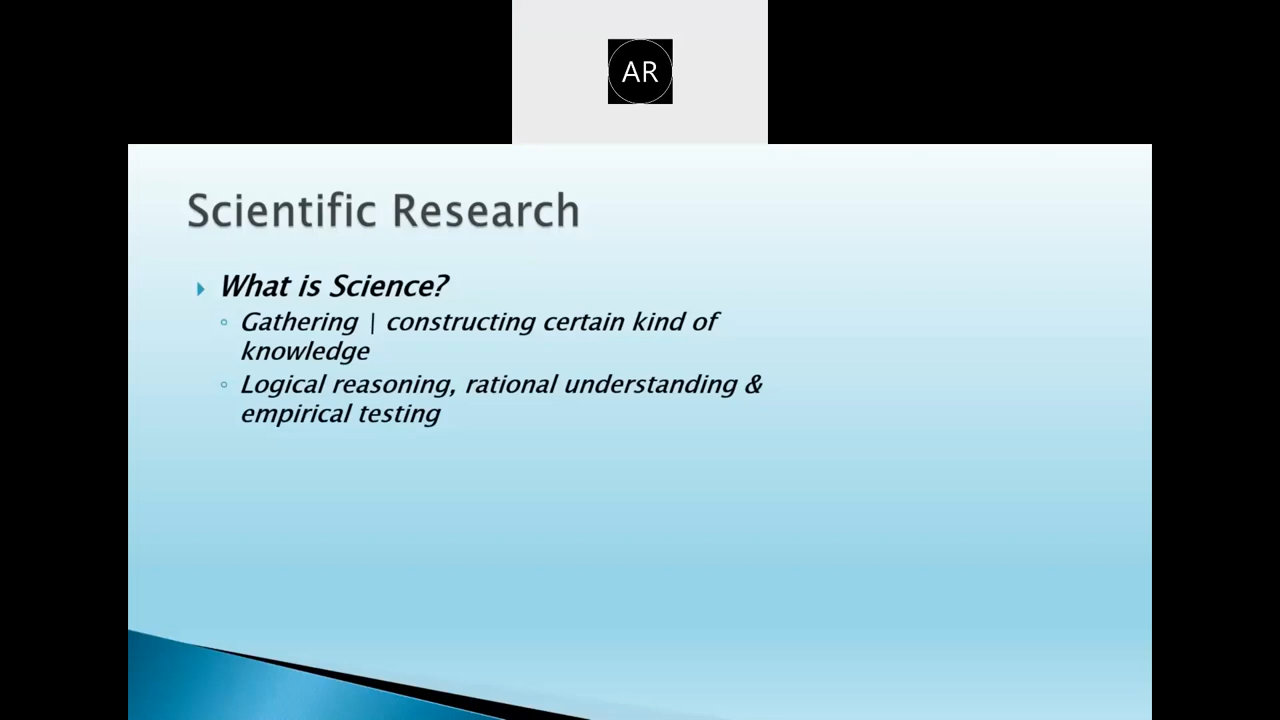 AR
Scientific Research
What is Science?
Gathering | constructing certain kind of
knowledge
Logical reasoning, rational understanding &
empirical testing